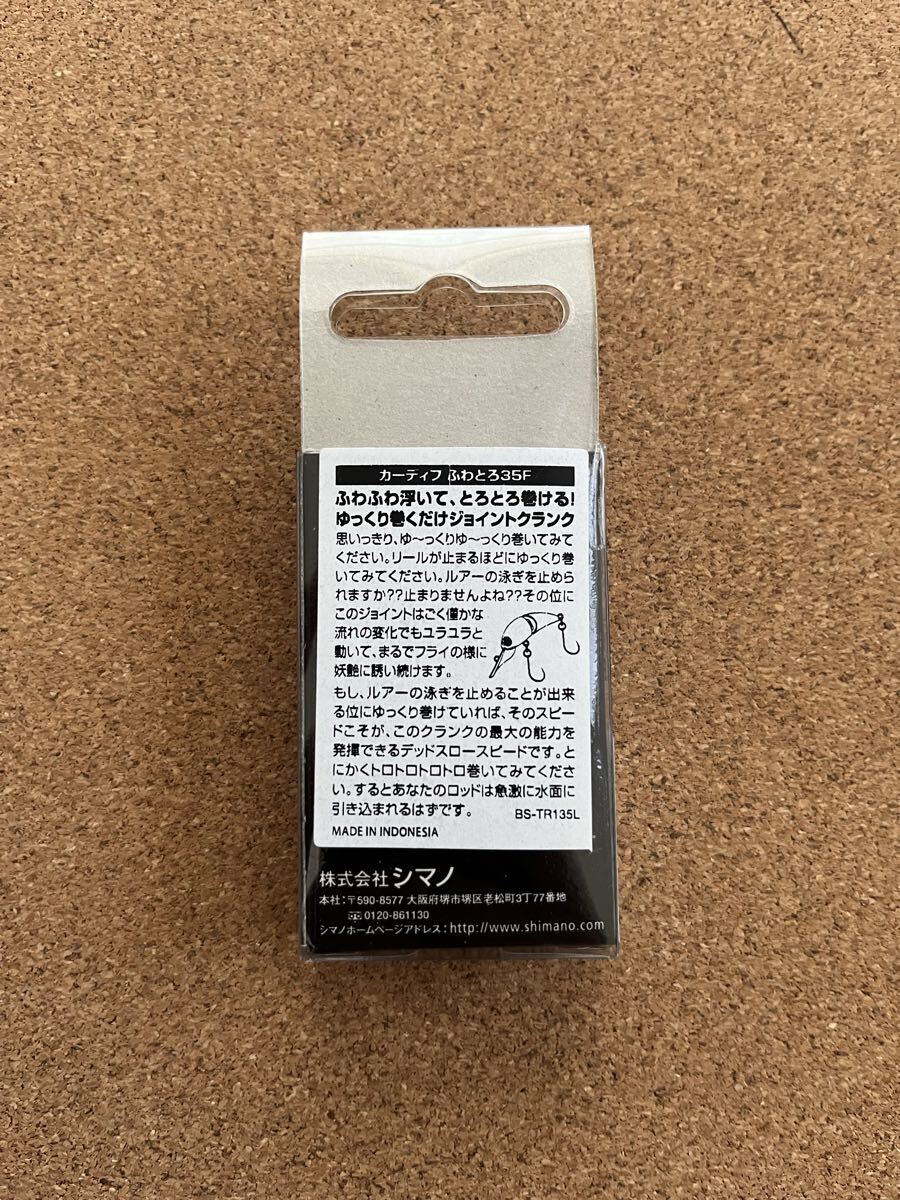 カーディフ ふわとろ35F
ふわふわ浮いて、とろとろ巻ける!
ゆっくり巻くだけジョイントクランク
思いっきり、ゆ〜っくりゆ〜っくり巻いてみて
ください。リールが止まるほどにゆっくり巻
いてみてください。ルアーの泳ぎを止めら
れますか??止まりませんよね??その位に
このジョイントはごく僅かな
流れの変化でもユラユラと
動いて、まるでフライの様に
妖艶に誘い続けます。
もし、ルアーの泳ぎを止めることが出来
る位にゆっくり巻けていれば、そのスピー
ドこそが、このクランクの最大の能力を
発揮できるデッドスロースピードです。と
にかくトロトロトロトロ巻いてみてくださ
い。するとあなたのロッドは急激に水面に
引き込まれるはずです。 BS-TR135L
MADE IN INDONESIA
株式会社シマノ
本社:〒590-8577 大阪府堺市堺区老松町3丁77番地
0120-861130
シマノホームページアドレス:http://www.shimano.com